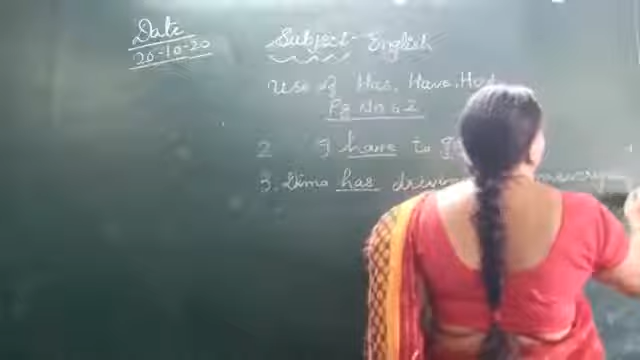 Date
26-10-20
Subject- English
Use of Has, Have, Had
Pg No 62
2 I have to
3. Dima has